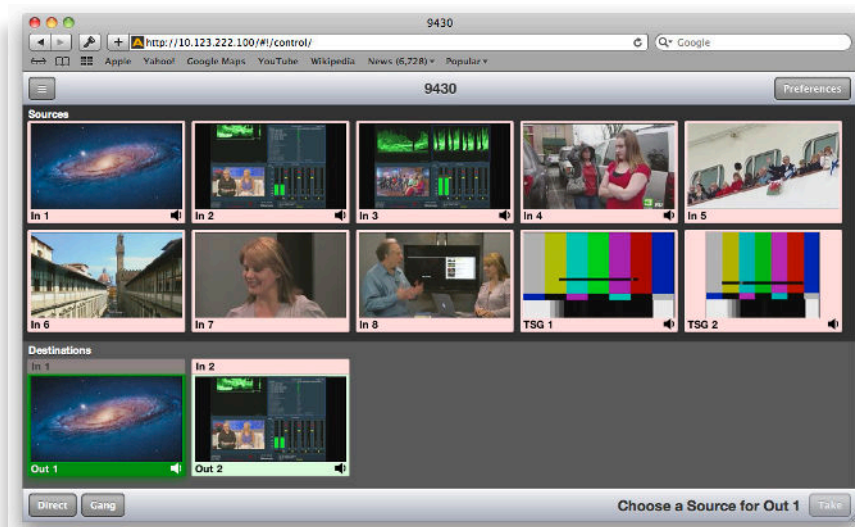 9430
http://10.123.222.100/#!/control/
Google
Apple Yahoo! Google Maps YouTube Wikipedia News (6,728) Popular
9430
Preferences
Sources
In 1
In 2
In 3
In 4
In 5
In 6
In 7
In 8
TSG 1
TSG 2
Destinations
In 1
In 2
Out 1
Out 2
Direct
Gang
Choose a Source for Out 1
Take